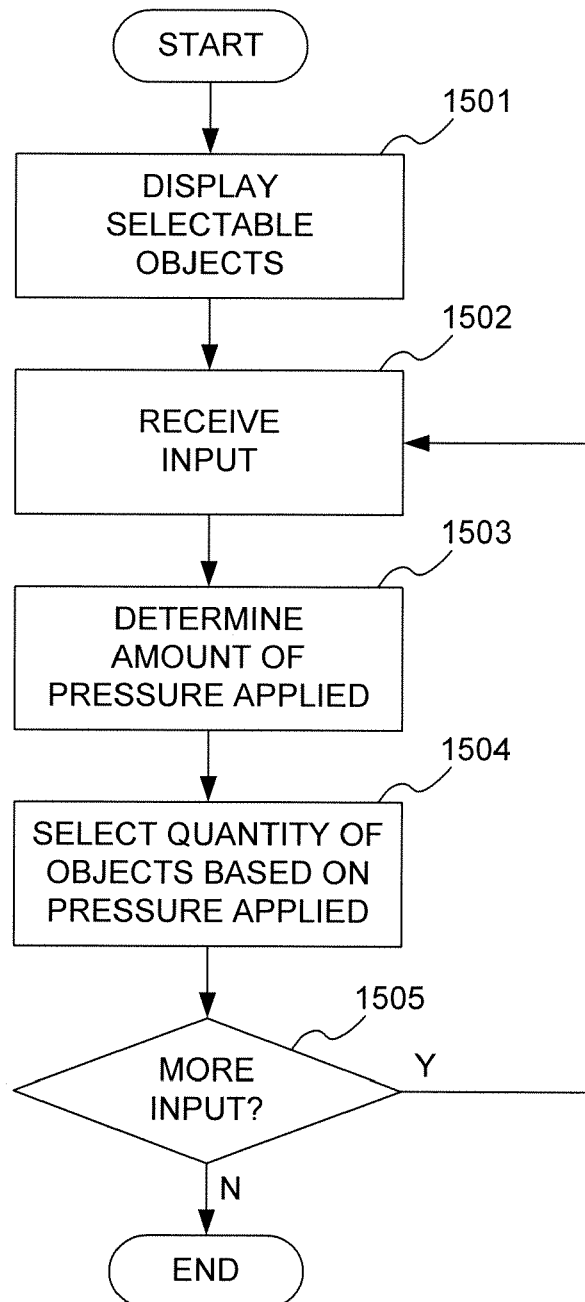 START
1501
DISPLAY
SELECTABLE
OBJECTS
1502
RECEIVE
INPUT
1503
DETERMINE
AMOUNT OF
PRESSURE APPLIED
1504
SELECT QUANTITY OF
OBJECTS BASED ON
PRESSURE APPLIED
1505
MORE
INPUT?
Y
N
END